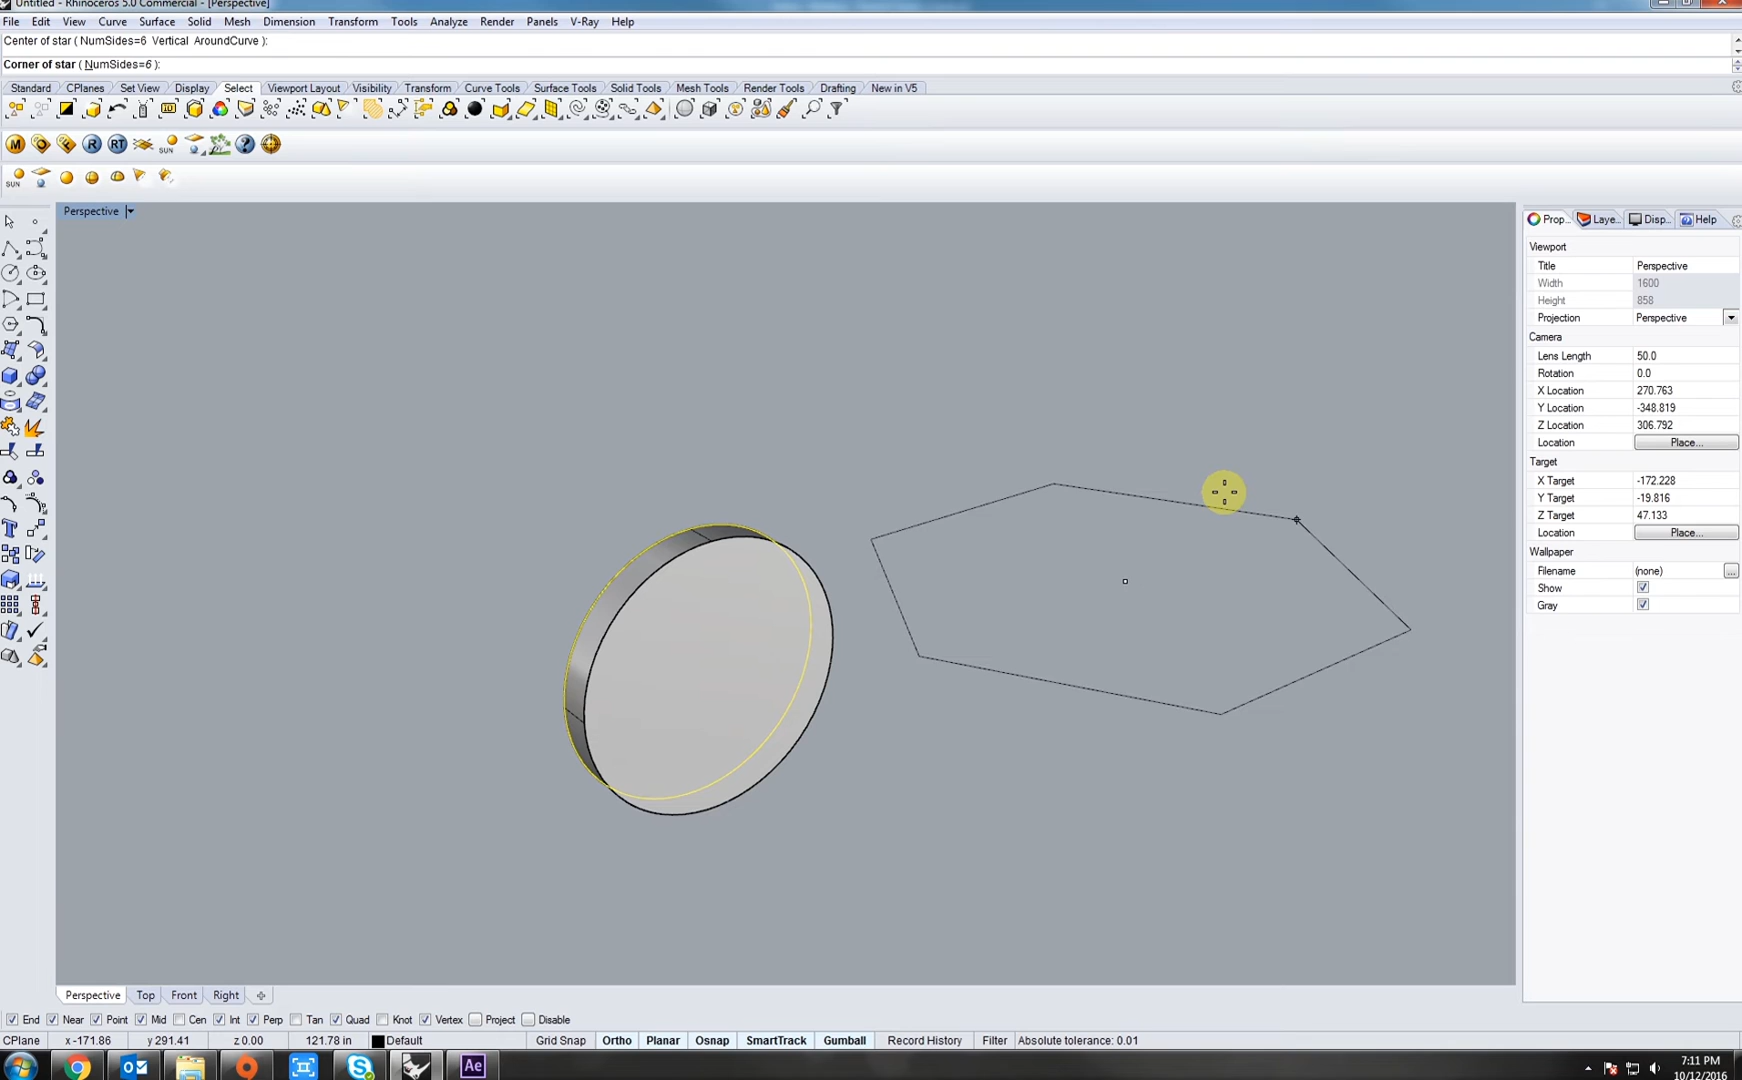 Untitled - Rhinoceros 5.0 Commercial - [Perspective]
File Edit View Curve Surface Solid Mesh Dimension Transform Tools Analyze Render Panels V-Ray Help
Center of star ( NumSides=6 Vertical AroundCurve ):
Corner of star ( NumSides=6 ):
Standard CPlanes Set View Display Select Viewport Layout Visibility Transform Curve Tools Surface Tools Solid Tools Mesh Tools Render Tools Drafting New in V5
M O F R RT SUN ?
SUN
Perspective
Prop... Laye... Disp... Help
Viewport
Title Perspective
Width 1600
Height 858
Projection Perspective
Camera
Lens Length 50.0
Rotation 0.0
X Location 270.763
Y Location -348.819
Z Location 306.792
Location Place...
Target
X Target -172.228
Y Target -19.816
Z Target 47.133
Location Place...
Wallpaper
Filename (none) ...
Show
Gray
Perspective Top Front Right
End Near Point Mid Cen Int Perp Tan Quad Knot Vertex Project Disable
CPlane x -171.86 y 291.41 z 0.00 121.78 in Default Grid Snap Ortho Planar Osnap SmartTrack Gumball Record History Filter Absolute tolerance: 0.01
Ae
7:11 PM
10/12/2016